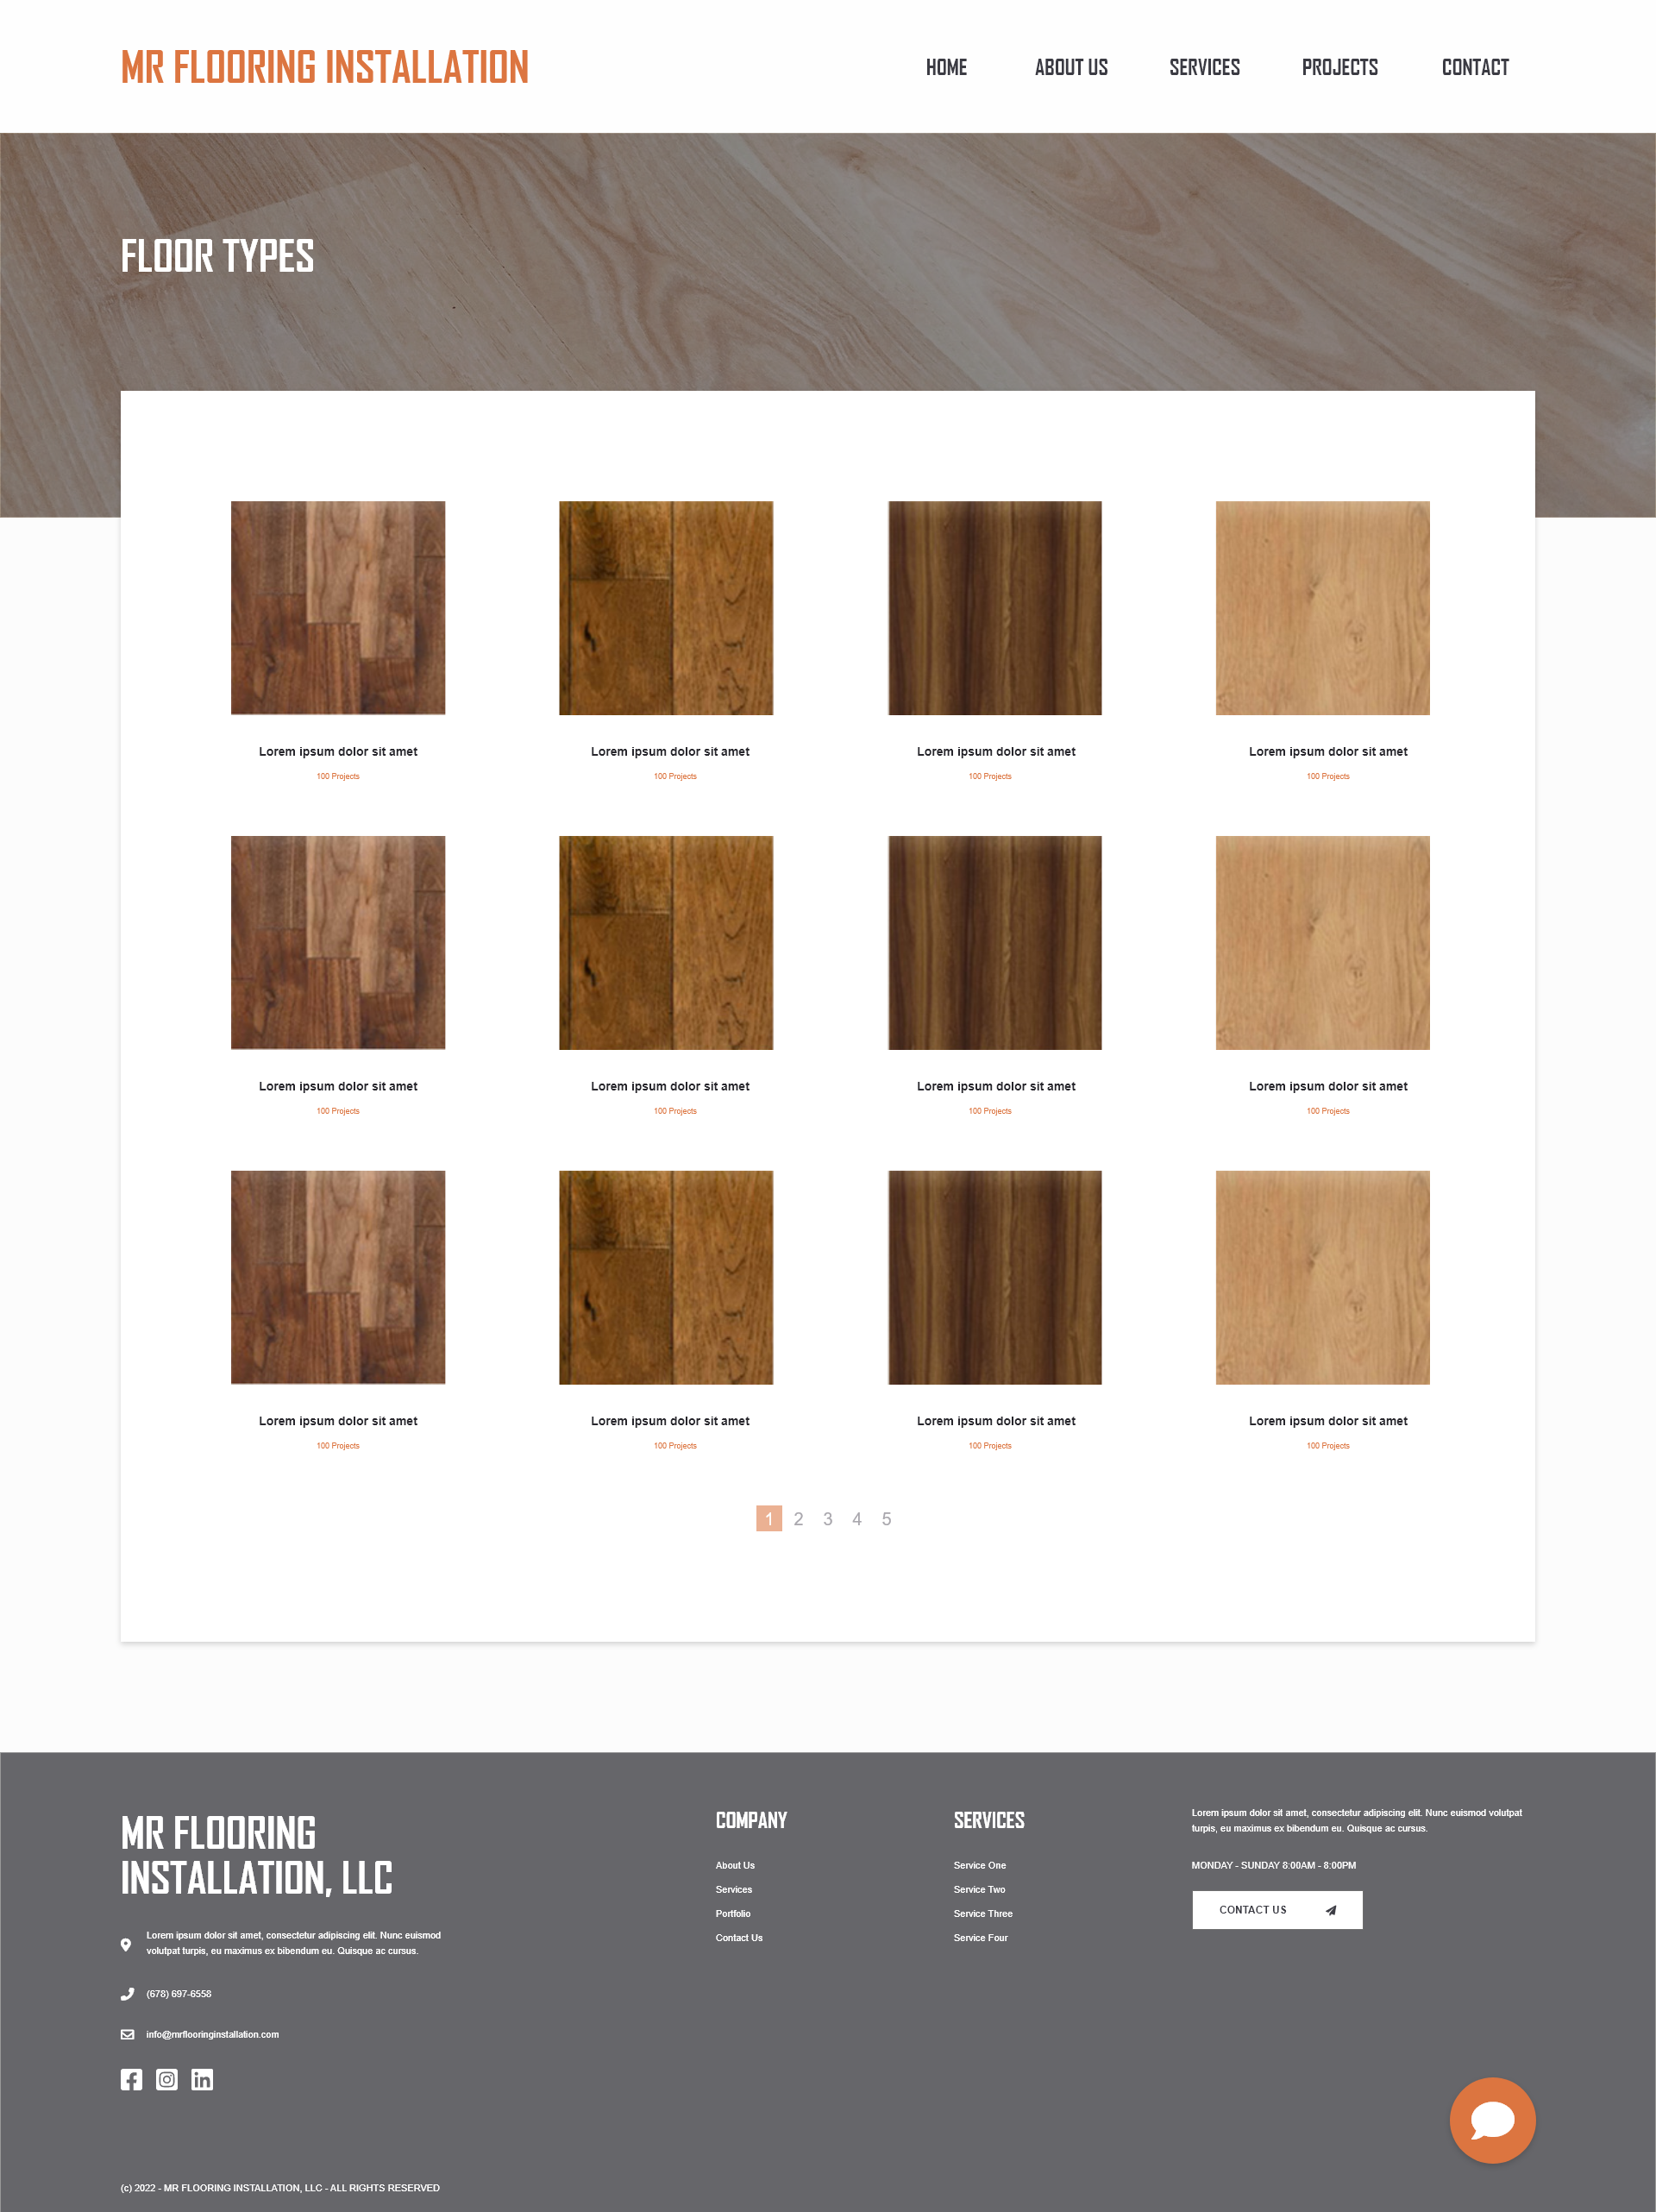 MR FLOORING INSTALLATION
HOME ABOUT US SERVICES PROJECTS CONTACT
FLOOR TYPES
Lorem ipsum dolor sit amet
100 Projects
Lorem ipsum dolor sit amet
100 Projects
Lorem ipsum dolor sit amet
100 Projects
Lorem ipsum dolor sit amet
100 Projects
Lorem ipsum dolor sit amet
100 Projects
Lorem ipsum dolor sit amet
100 Projects
Lorem ipsum dolor sit amet
100 Projects
Lorem ipsum dolor sit amet
100 Projects
Lorem ipsum dolor sit amet
100 Projects
Lorem ipsum dolor sit amet
100 Projects
Lorem ipsum dolor sit amet
100 Projects
Lorem ipsum dolor sit amet
100 Projects
1 2 3 4 5
MR FLOORING
INSTALLATION, LLC
Lorem ipsum dolor sit amet, consectetur adipiscing elit. Nunc euismod
volutpat turpis, eu maximus ex bibendum eu. Quisque ac cursus.
(678) 697-6558
info@mrflooringinstallation.com
COMPANY
About Us
Services
Portfolio
Contact Us
SERVICES
Service One
Service Two
Service Three
Service Four
Lorem ipsum dolor sit amet, consectetur adipiscing elit. Nunc euismod volutpat
turpis, eu maximus ex bibendum eu. Quisque ac cursus.
MONDAY - SUNDAY 8:00AM - 8:00PM
CONTACT US
(c) 2022 - MR FLOORING INSTALLATION, LLC - ALL RIGHTS RESERVED